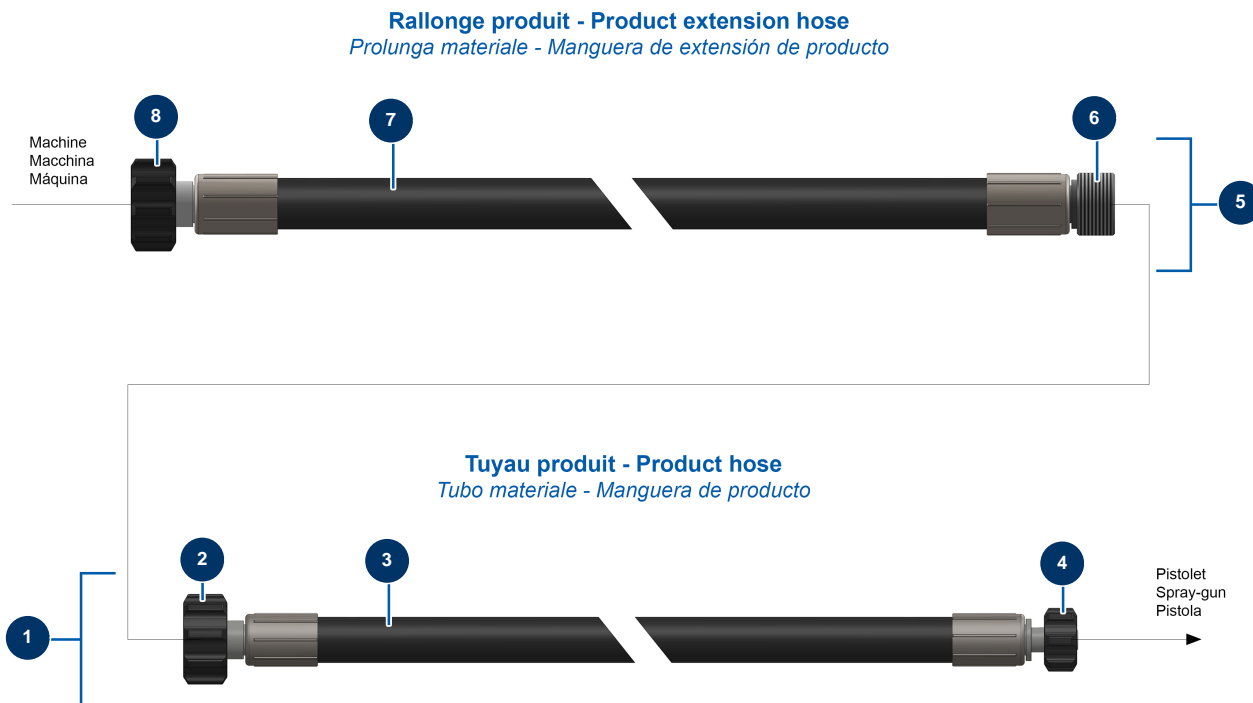 Rallonge produit - Product extension hose
Prolunga materiale - Manguera de extensión de producto
8
7
6
Machine
Macchina
Máquina
5
Tuyau produit - Product hose
Tubo materiale - Manguera de producto
2
3
4
Pistolet
Spray-gun
Pistola
1